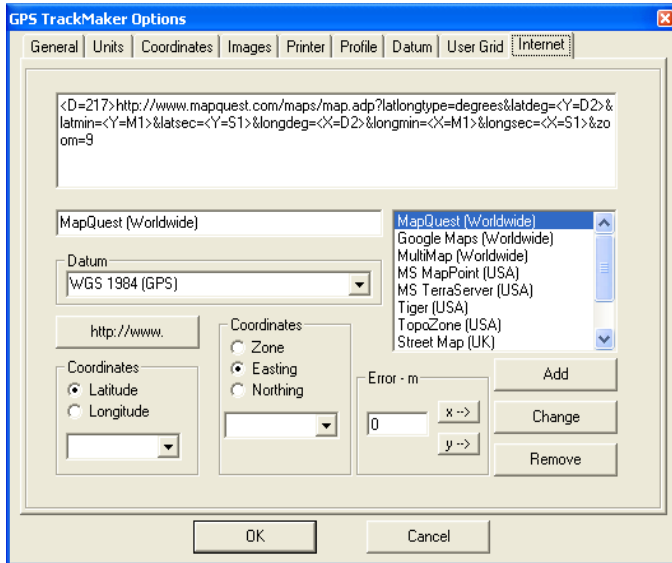 GPS TrackMaker Options
General Units Coordinates Images Printer Profile Datum User Grid Internet
<D=217>http://www.mapquest.com/maps/map.adp?latlongtype=degrees&latdeg=<Y=D2>&
latmin=<Y=M1>&latsec=<Y=S1>&longdeg=<X=D2>&longmin=<X=M1>&longsec=<X=S1>&zo
om=9
MapQuest (Worldwide)
MapQuest (Worldwide)
Google Maps (Worldwide)
MultiMap (Worldwide)
MS MapPoint (USA)
MS TerraServer (USA)
Tiger (USA)
TopoZone (USA)
Street Map (UK)
Datum
WGS 1984 (GPS)
http://www.
Coordinates
Latitude
Longitude
Coordinates
Zone
Easting
Northing
Error - m
0
x -->
y -->
Add
Change
Remove
OK
Cancel